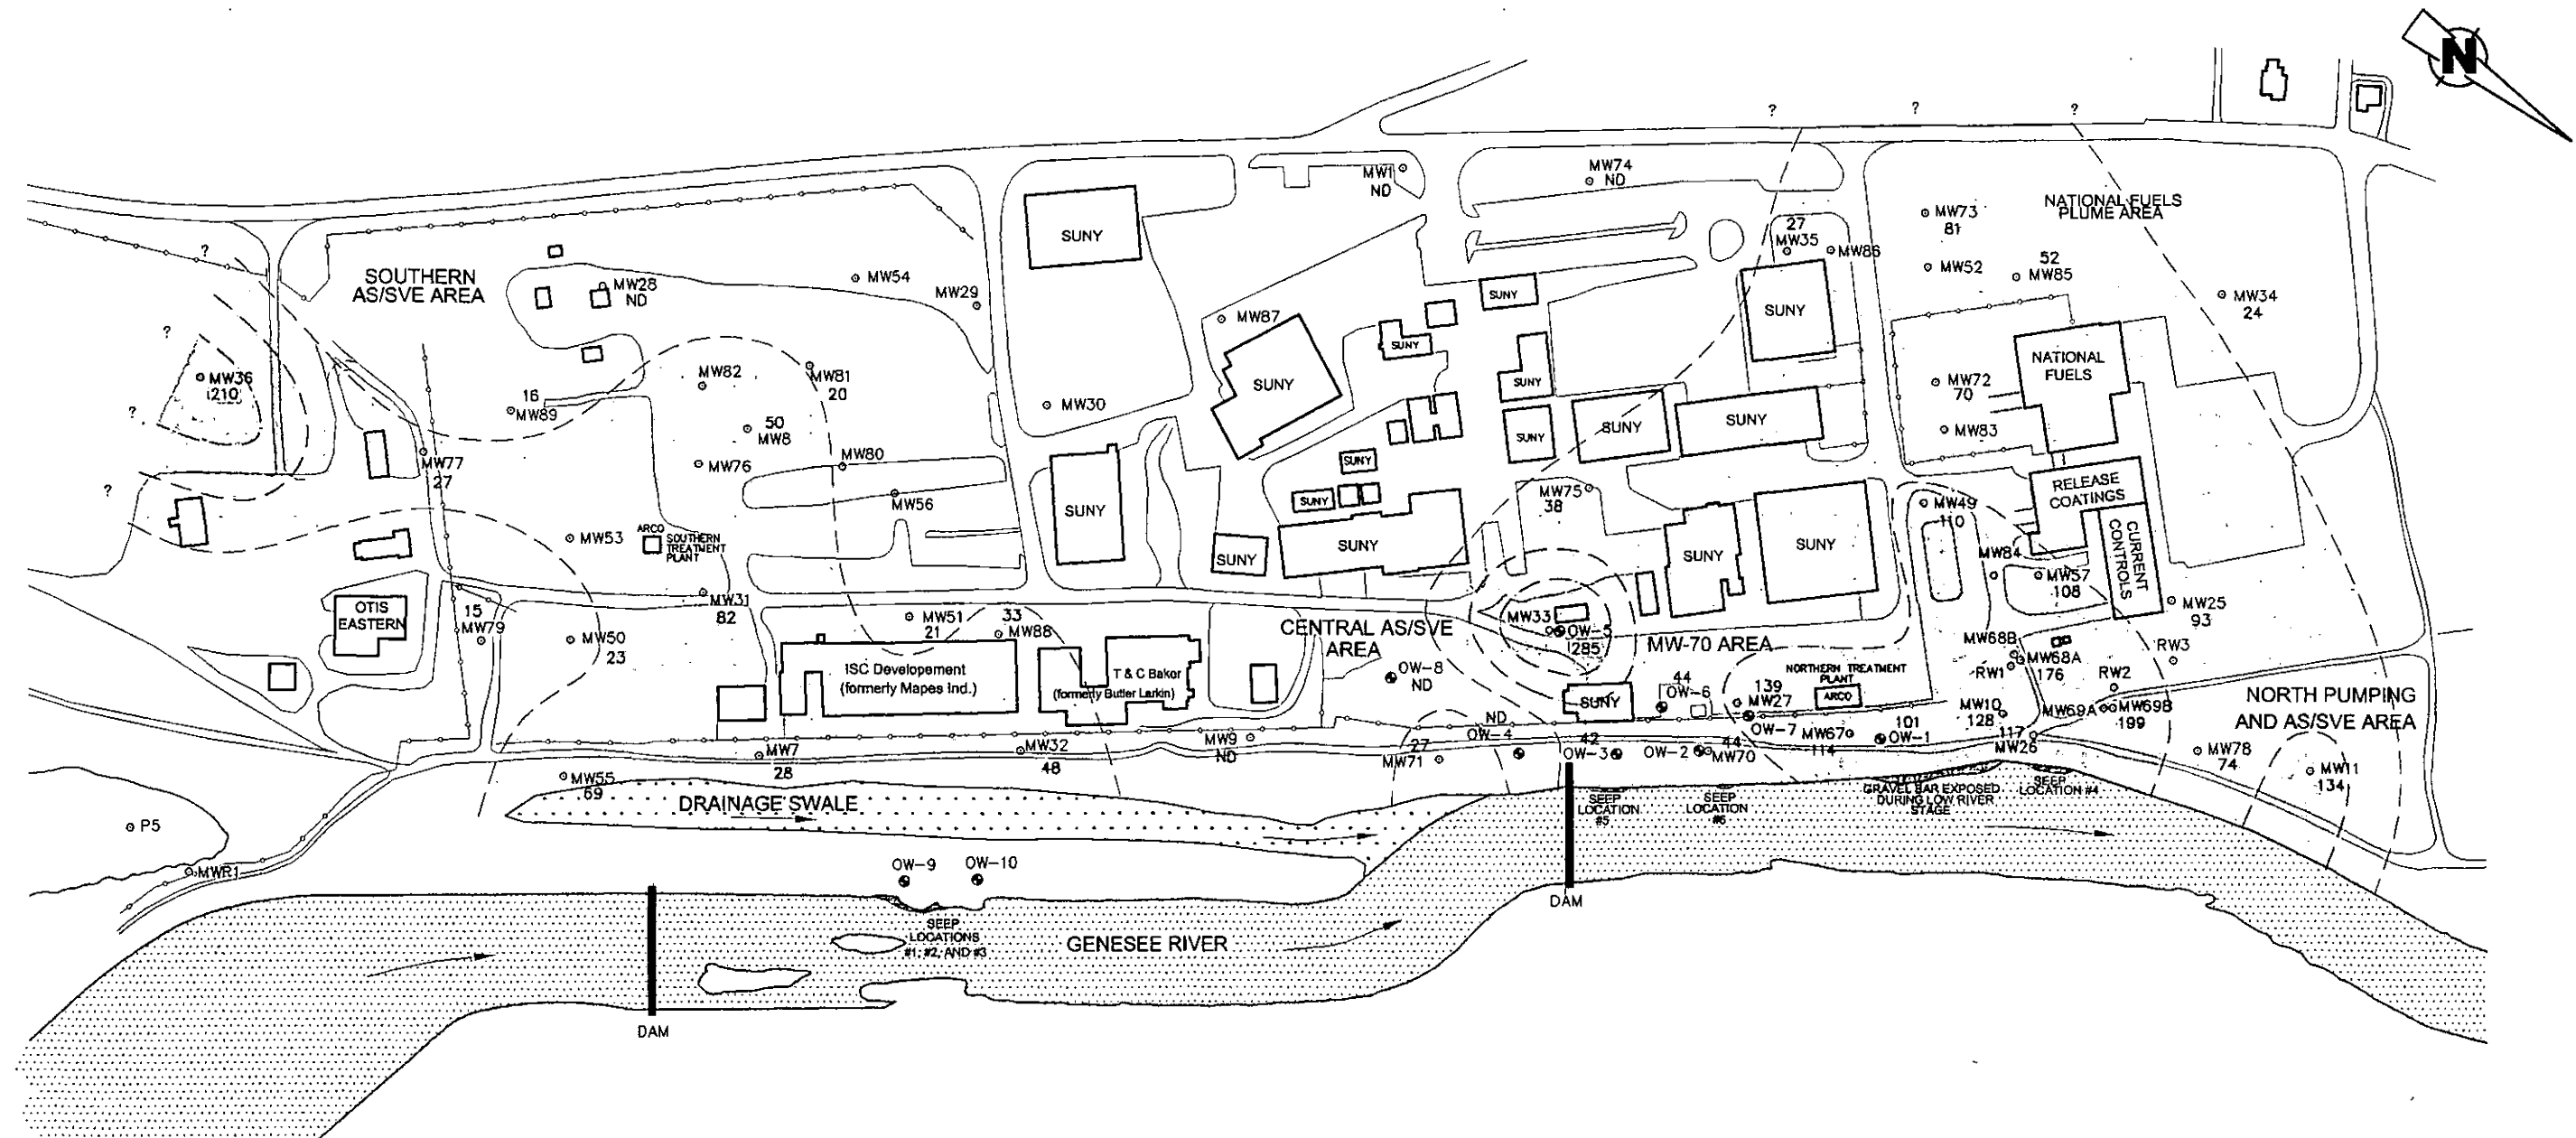 N
?
?
?
MW1
ND
MW74
ND
NATIONAL FUELS
PLUME AREA
MW73
81
27
MW35
MW86
MW52
52
MW85
MW34
24
SUNY
?
SOUTHERN
AS/SVE AREA
MW28
ND
MW54
MW29
SUNY
SUNY
MW87
?
SUNY
NATIONAL
FUELS
MW36
210
MW82
MW81
20
SUNY
SUNY
MW72
70
?
16
MW89
MW30
50
MW8
SUNY
SUNY
SUNY
MW83
MW77
27
MW76
MW80
SUNY
?
MW56
SUNY
SUNY
MW75
38
RELEASE
COATINGS
MW49
110
CURRENT
CONTROLS
MW53
ARCO
SOUTHERN
TREATMENT
PLANT
SUNY
SUNY
SUNY
SUNY
MW84
MW57
108
MW31
82
OTIS
EASTERN
15
MW79
MW50
23
MW51
21
33
MW88
CENTRAL AS/SVE
AREA
MW33
OW-5
285
MW-70 AREA
MW25
93
MW68B
MW68A
176
RW1
RW3
RW2
ISC Developement
(formerly Mapes Ind.)
T & C Bakor
(formerly Butler Larkin)
OW-8
ND
NORTHERN TREATMENT
PLANT
ARCO
44
OW-6
139
MW27
SUNY
NORTH PUMPING
AND AS/SVE AREA
MW69A
MW69B
199
MW10
128
MW7
28
MW32
48
MW9
ND
27
MW71
ND
OW-4
42
OW-3
OW-2
44
MW70
OW-7
MW67
114
101
OW-1
117
MW26
MW78
74
MW11
134
MW55
69
DRAINAGE SWALE
SEEP
LOCATION
#5
SEEP
LOCATION
#6
GRAVEL BAR EXPOSED
DURING LOW RIVER
STAGE
SEEP
LOCATION #4
P5
MWR1
OW-9
OW-10
DAM
SEEP
LOCATIONS
#1, #2, AND #3
GENESEE RIVER
DAM